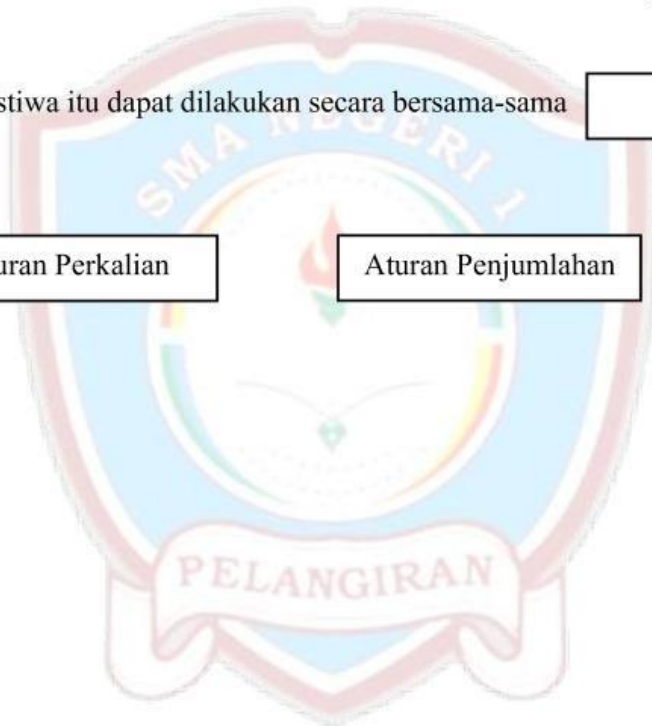 stiwa itu dapat dilakukan secara bersama-sama
uran Perkalian
Aturan Penjumlahan
SMA NEGERI 1
PELANGIRAN